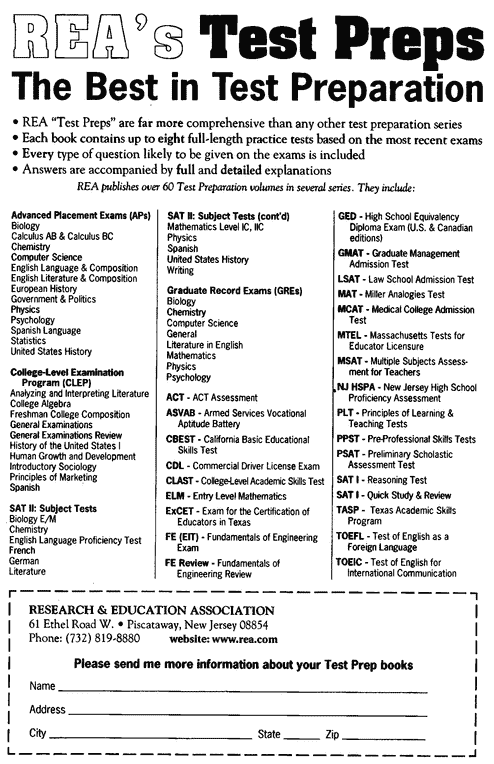 REA's Test Preps
The Best in Test Preparation
• REA "Test Preps" are far more comprehensive than any other test preparation series
• Each book contains up to eight full-length practice tests based on the most recent exams
• Every type of question likely to be given on the exams is included
• Answers are accompanied by full and detailed explanations
REA publishes over 60 Test Preparation volumes in several series. They include:
Advanced Placement Exams (APs)
Biology
Calculus AB & Calculus BC
Chemistry
Computer Science
English Language & Composition
English Literature & Composition
European History
Government & Politics
Physics
Psychology
Spanish Language
Statistics
United States History
College-Level Examination
Program (CLEP)
Analyzing and Interpreting Literature
College Algebra
Freshman College Composition
General Examinations
General Examinations Review
History of the United States I
Human Growth and Development
Introductory Sociology
Principles of Marketing
Spanish
SAT II: Subject Tests
Biology E/M
Chemistry
English Language Proficiency Test
French
German
Literature
SAT II: Subject Tests (cont'd)
Mathematics Level IC, IIC
Physics
Spanish
United States History
Writing
Graduate Record Exams (GREs)
Biology
Chemistry
Computer Science
General
Literature in English
Mathematics
Physics
Psychology
ACT - ACT Assessment
ASVAB - Armed Services Vocational
Aptitude Battery
CBEST - California Basic Educational
Skills Test
CDL - Commercial Driver License Exam
CLAST - College-Level Academic Skills Test
ELM - Entry Level Mathematics
ExCET - Exam for the Certification of
Educators in Texas
FE (EIT) - Fundamentals of Engineering
Exam
FE Review - Fundamentals of
Engineering Review
GED - High School Equivalency
Diploma Exam (U.S. & Canadian
editions)
GMAT - Graduate Management
Admission Test
LSAT - Law School Admission Test
MAT - Miller Analogies Test
MCAT - Medical College Admission
Test
MTEL - Massachusetts Tests for
Educator Licensure
MSAT - Multiple Subjects Assess-
ment for Teachers
NJ HSPA - New Jersey High School
Proficiency Assessment
PLT - Principles of Learning &
Teaching Tests
PPST - Pre-Professional Skills Tests
PSAT - Preliminary Scholastic
Assessment Test
SAT I - Reasoning Test
SAT I - Quick Study & Review
TASP - Texas Academic Skills
Program
TOEFL - Test of English as a
Foreign Language
TOEIC - Test of English for
International Communication
RESEARCH & EDUCATION ASSOCIATION
61 Ethel Road W. • Piscataway, New Jersey 08854
Phone: (732) 819-8880 website: www.rea.com
Please send me more information about your Test Prep books
Name
Address
City State Zip